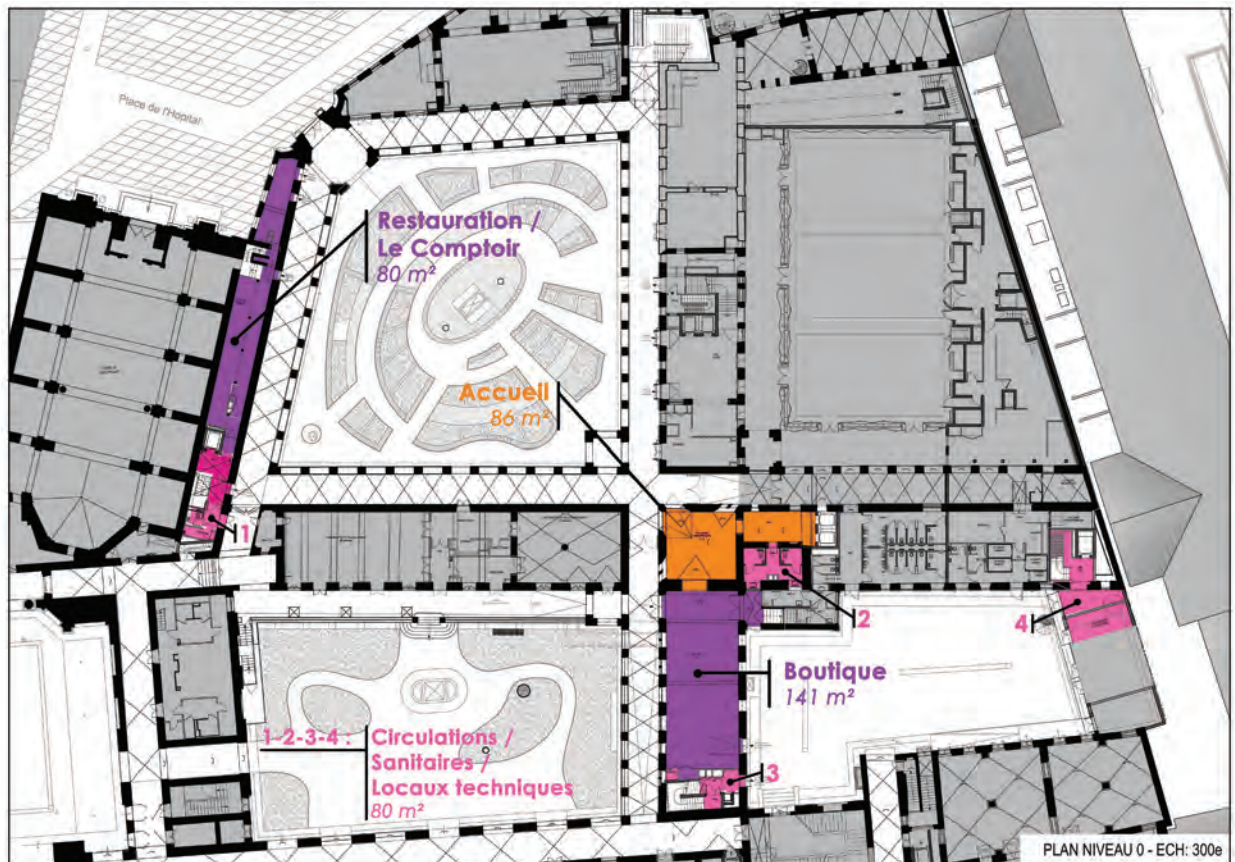 Place de l'Hopital
Restauration /
Le Comptoir
80 m²
Accueil
86 m²
1
2
4
Boutique
141 m²
1-2-3-4 :
Circulations /
Sanitaires /
Locaux techniques
80 m²
3
PLAN NIVEAU 0 - ECH: 300e